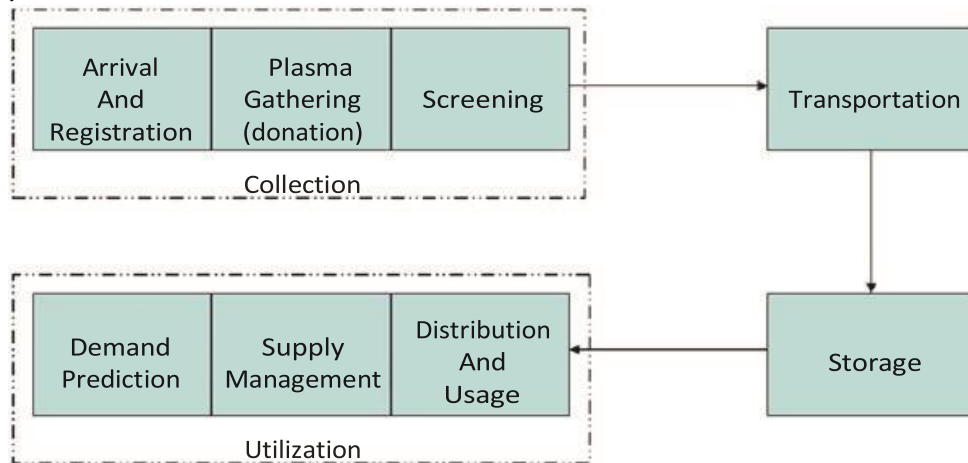 Arrival
And
Registration
Plasma
Gathering
(donation)
Screening
Transportation
Collection
Demand
Prediction
Supply
Management
Distribution
And
Usage
Storage
Utilization